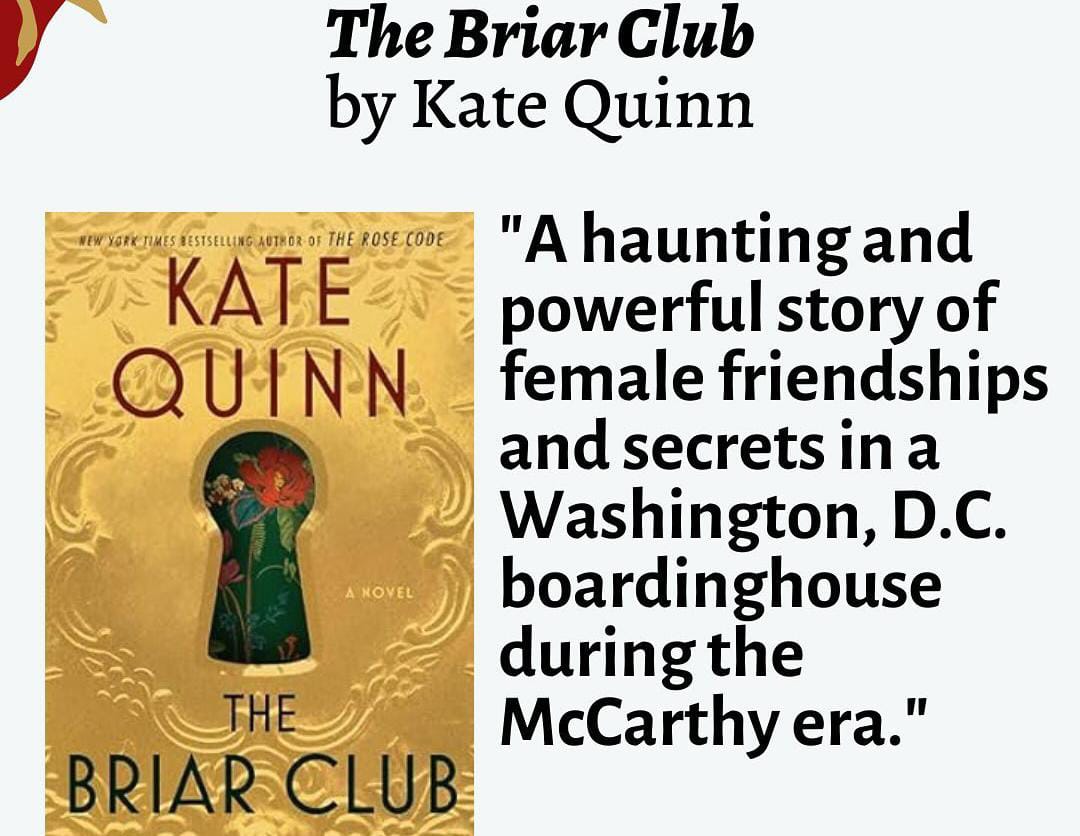 The Briar Club
by Kate Quinn
NEW YORK TIMES BESTSELLING AUTHOR OF THE ROSE CODE
KATE
QUINN
A NOVEL
THE
BRIAR CLUB
"A haunting and
powerful story of
female friendships
and secrets in a
Washington, D.C.
boardinghouse
during the
McCarthy era."